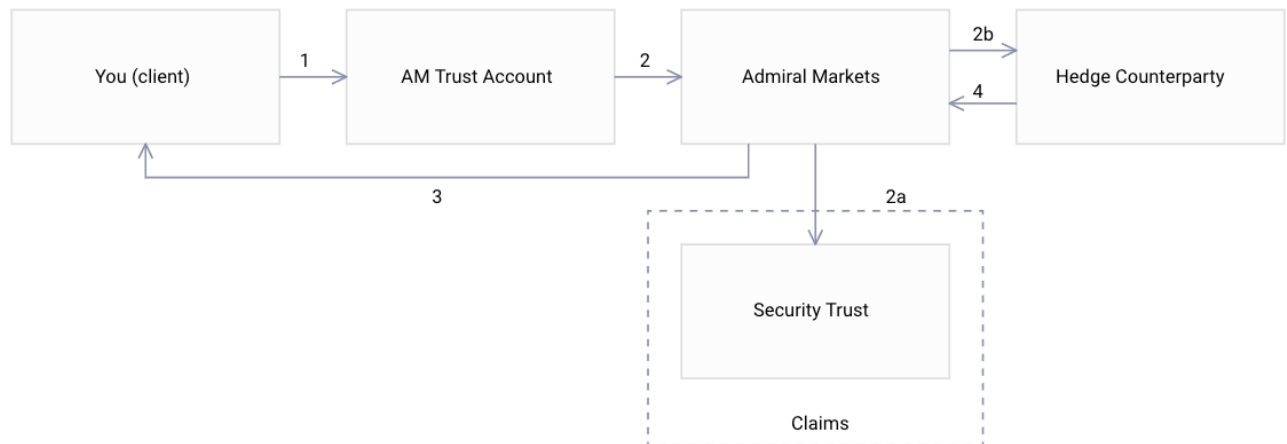 You (client)
1
AM Trust Account
2
Admiral Markets
2b
4
Hedge Counterparty
3
2a
Security Trust
Claims